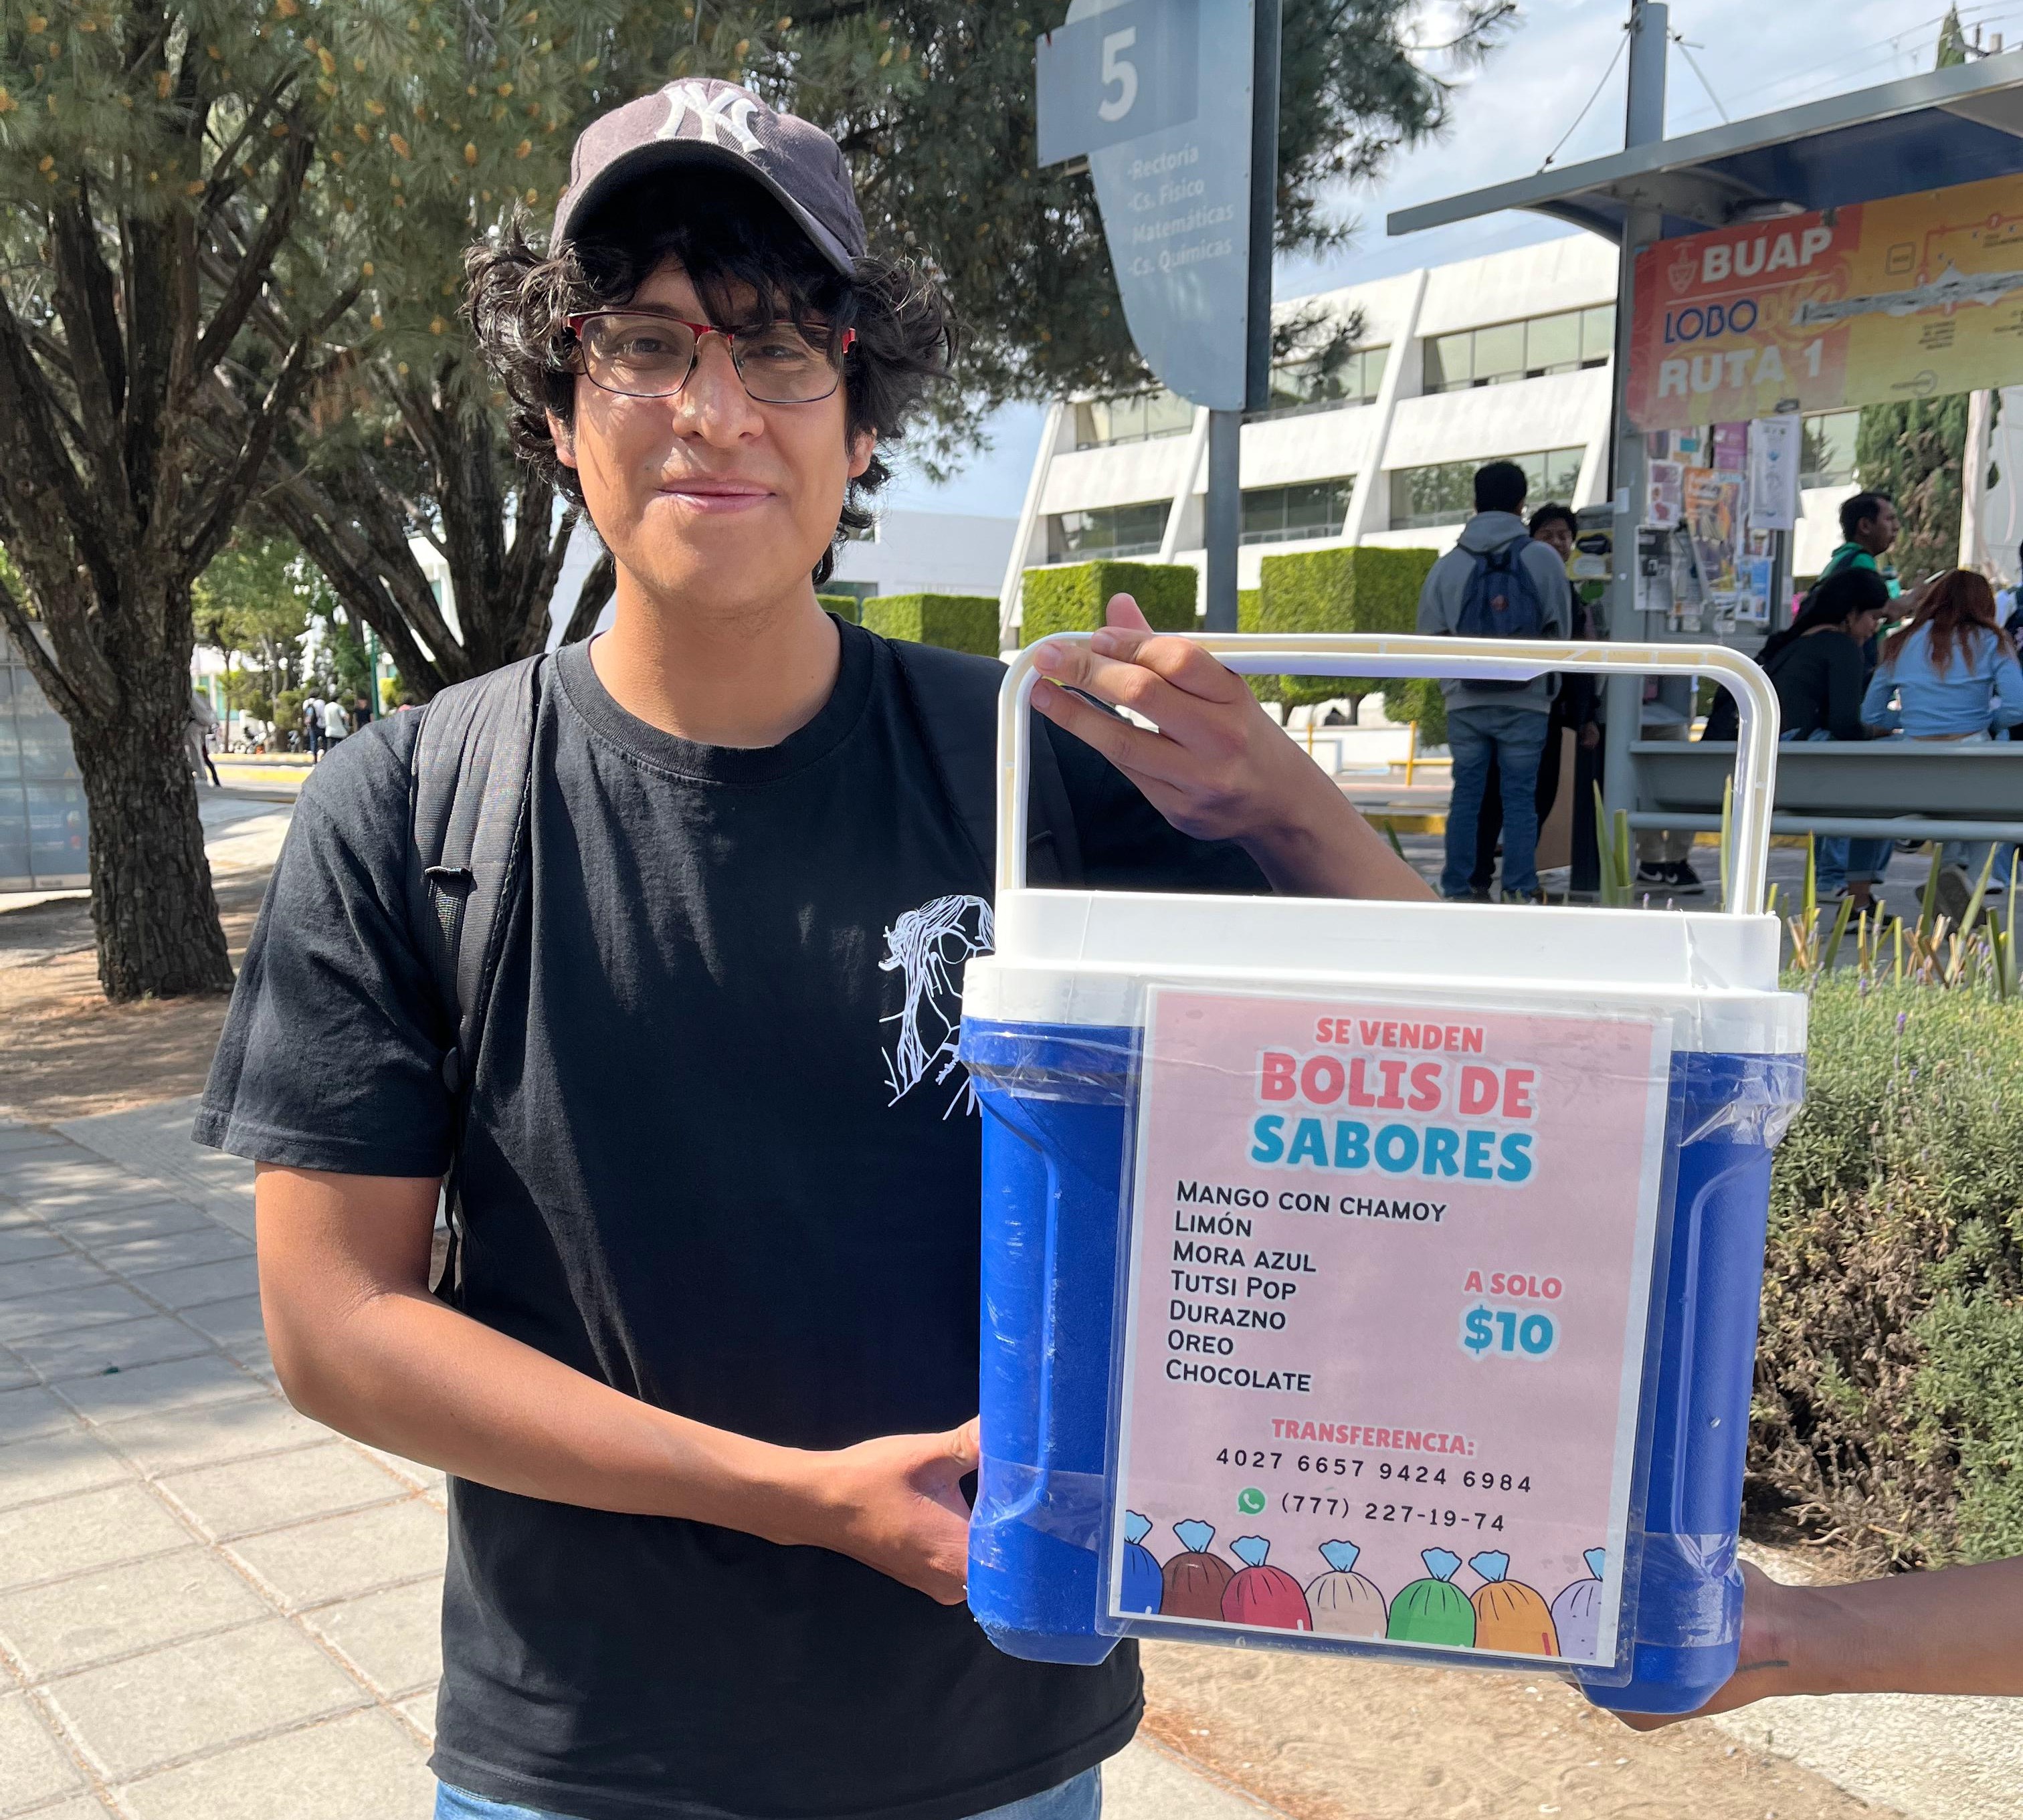 NY
5
-Rectoría
-Cs. Físico
Matemáticas
-Cs. Químicas
BUAP
LOBO
RUTA 1
SE VENDEN
BOLIS DE
SABORES
MANGO CON CHAMOY
LIMÓN
MORA AZUL
TUTSI POP
DURAZNO
OREO
CHOCOLATE
A SOLO
$10
TRANSFERENCIA:
4027 6657 9424 6984
(777) 227-19-74